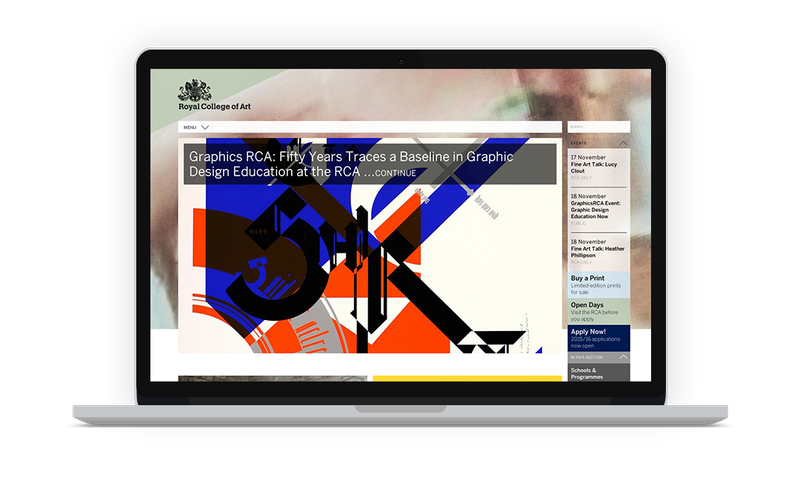 Royal College of Art
MENU
Graphics RCA: Fifty Years Traces a Baseline in Graphic
Design Education at the RCA ...CONTINUE
EVENTS
17 November
Fine Art Talk: Lucy
Clout
RCA ONLY
18 November
GraphicsRCA Event:
Graphic Design
Education Now
PUBLIC
18 November
Fine Art Talk: Heather
Phillipson
RCA ONLY
Buy a Print
Limited-edition prints
for sale
Open Days
Visit the RCA before
you apply
Apply Now!
2015/16 applications
now open
IN THIS SECTION
Schools &
Programmes